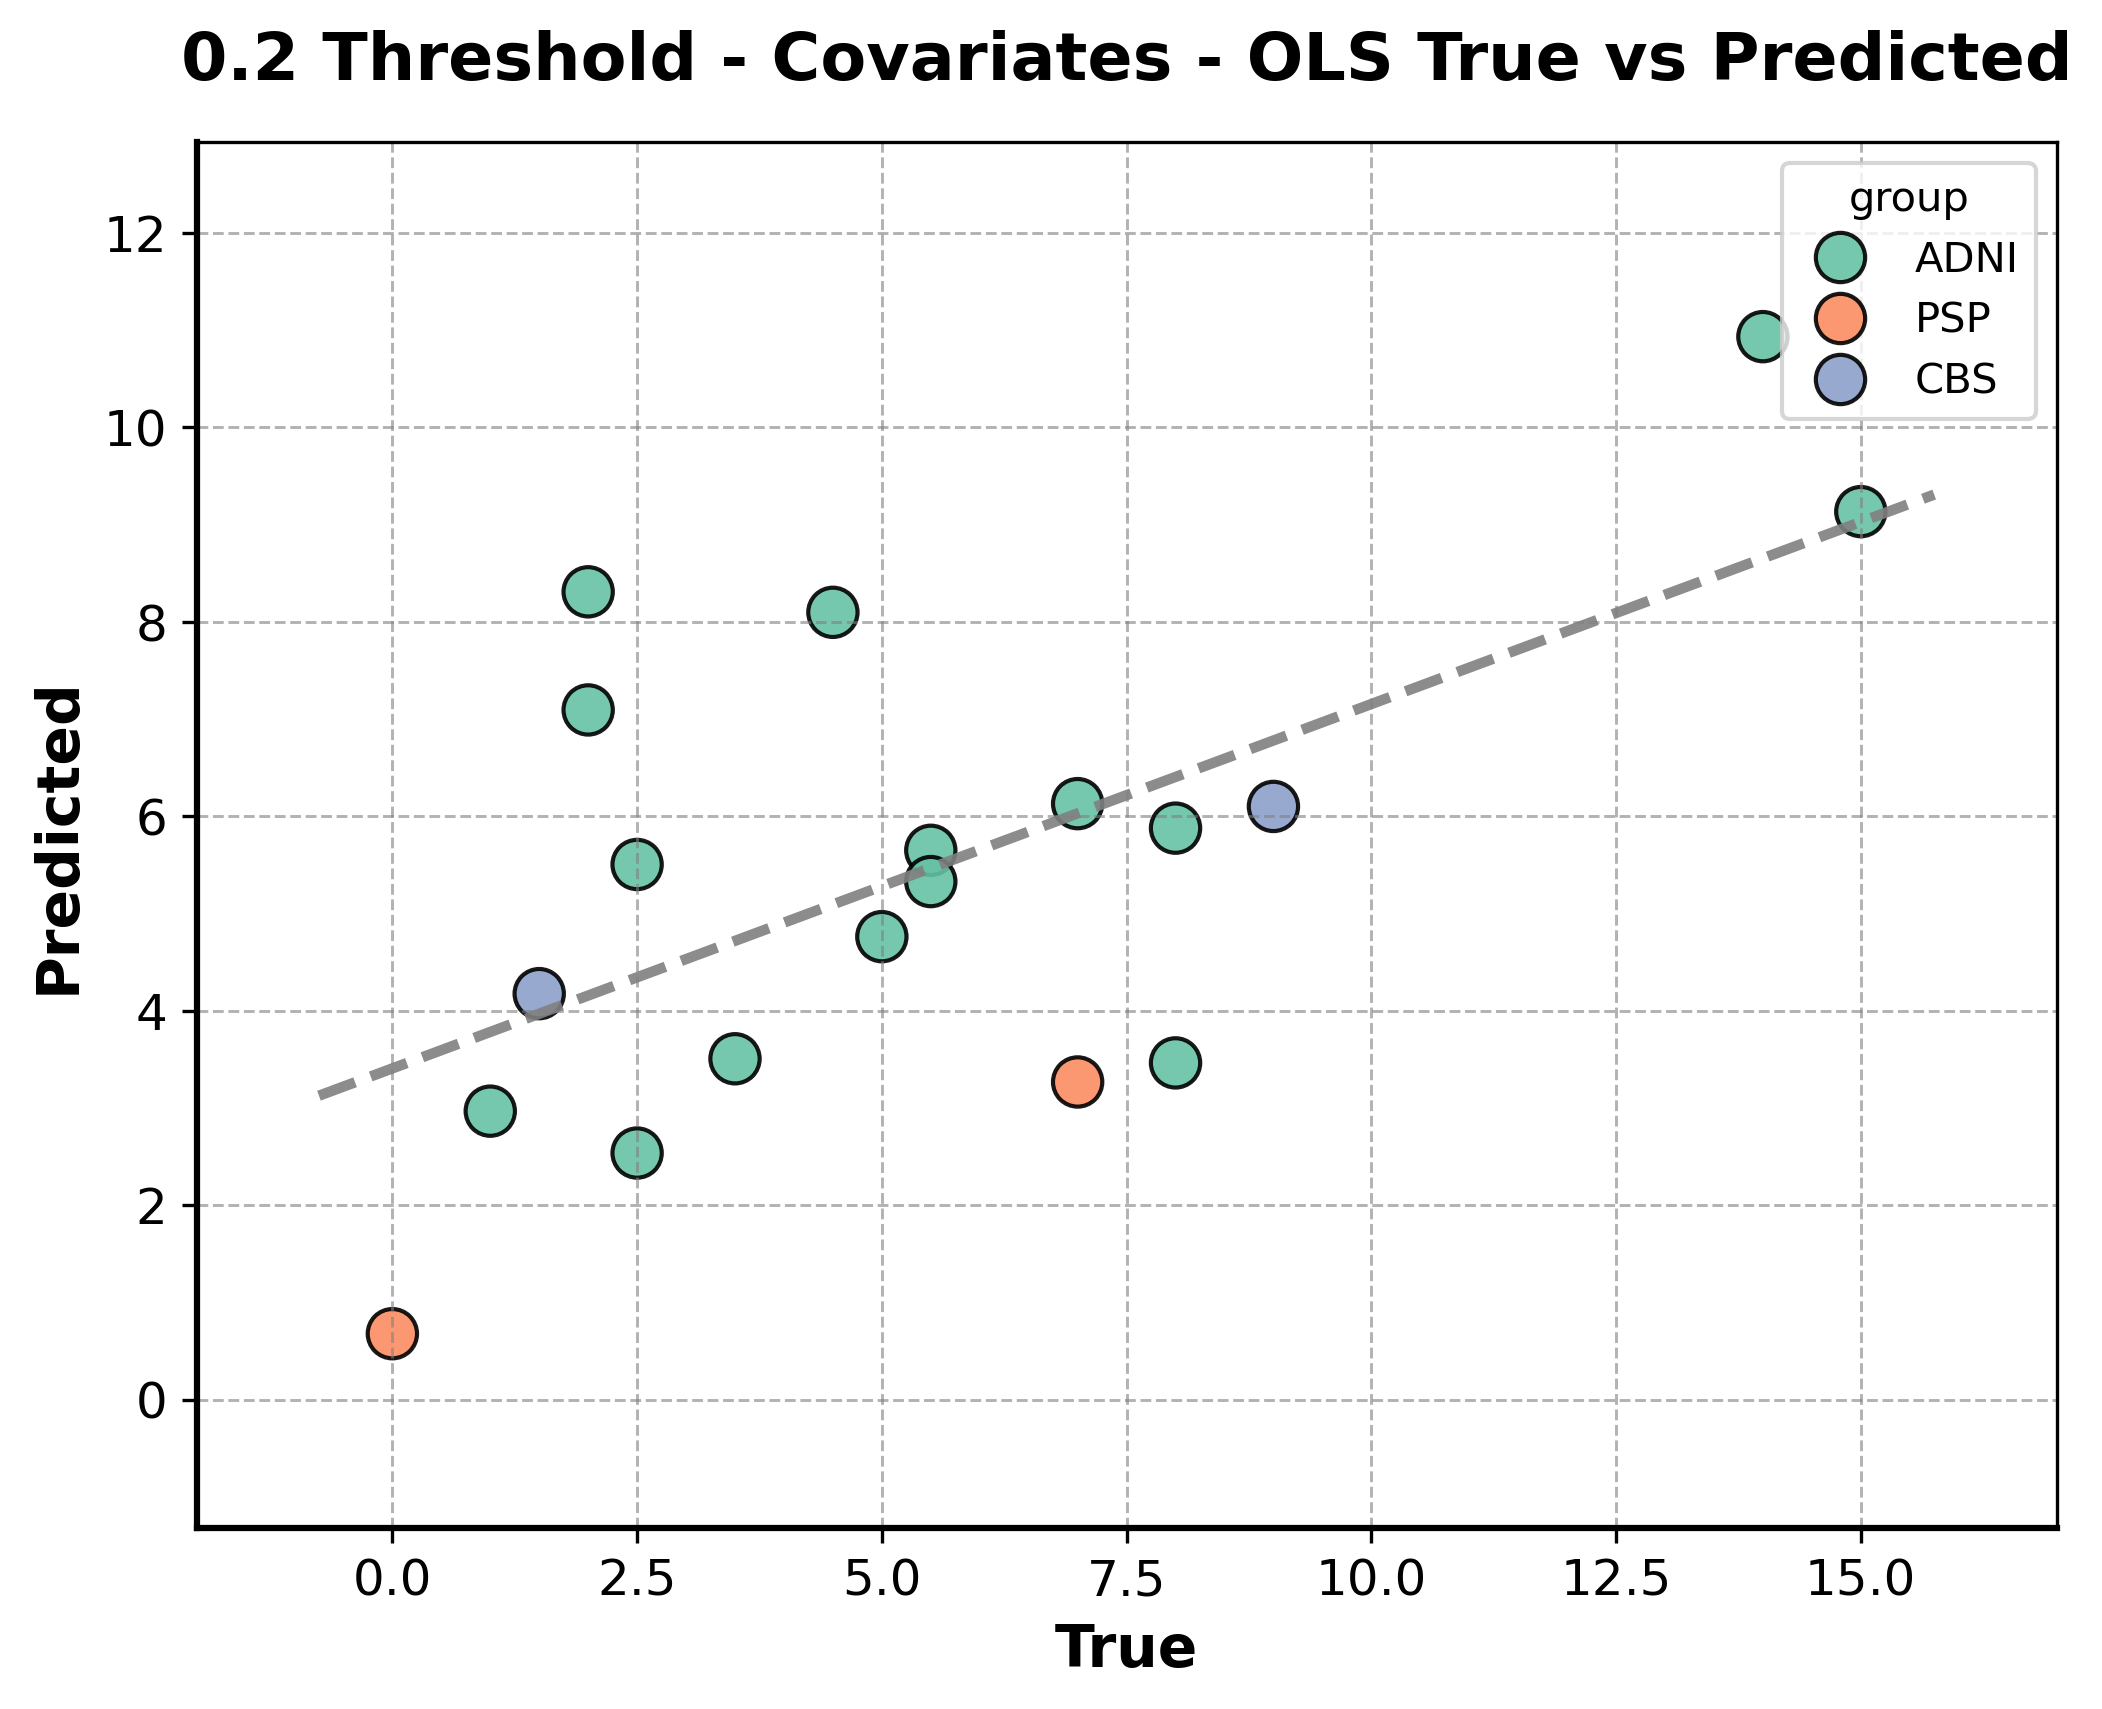 0.2 Threshold - Covariates - OLS True vs Predicted
group
ADNI
PSP
CBS
12
10
8
6
4
2
0
Predicted
0.0 2.5 5.0 7.5 10.0 12.5 15.0
True